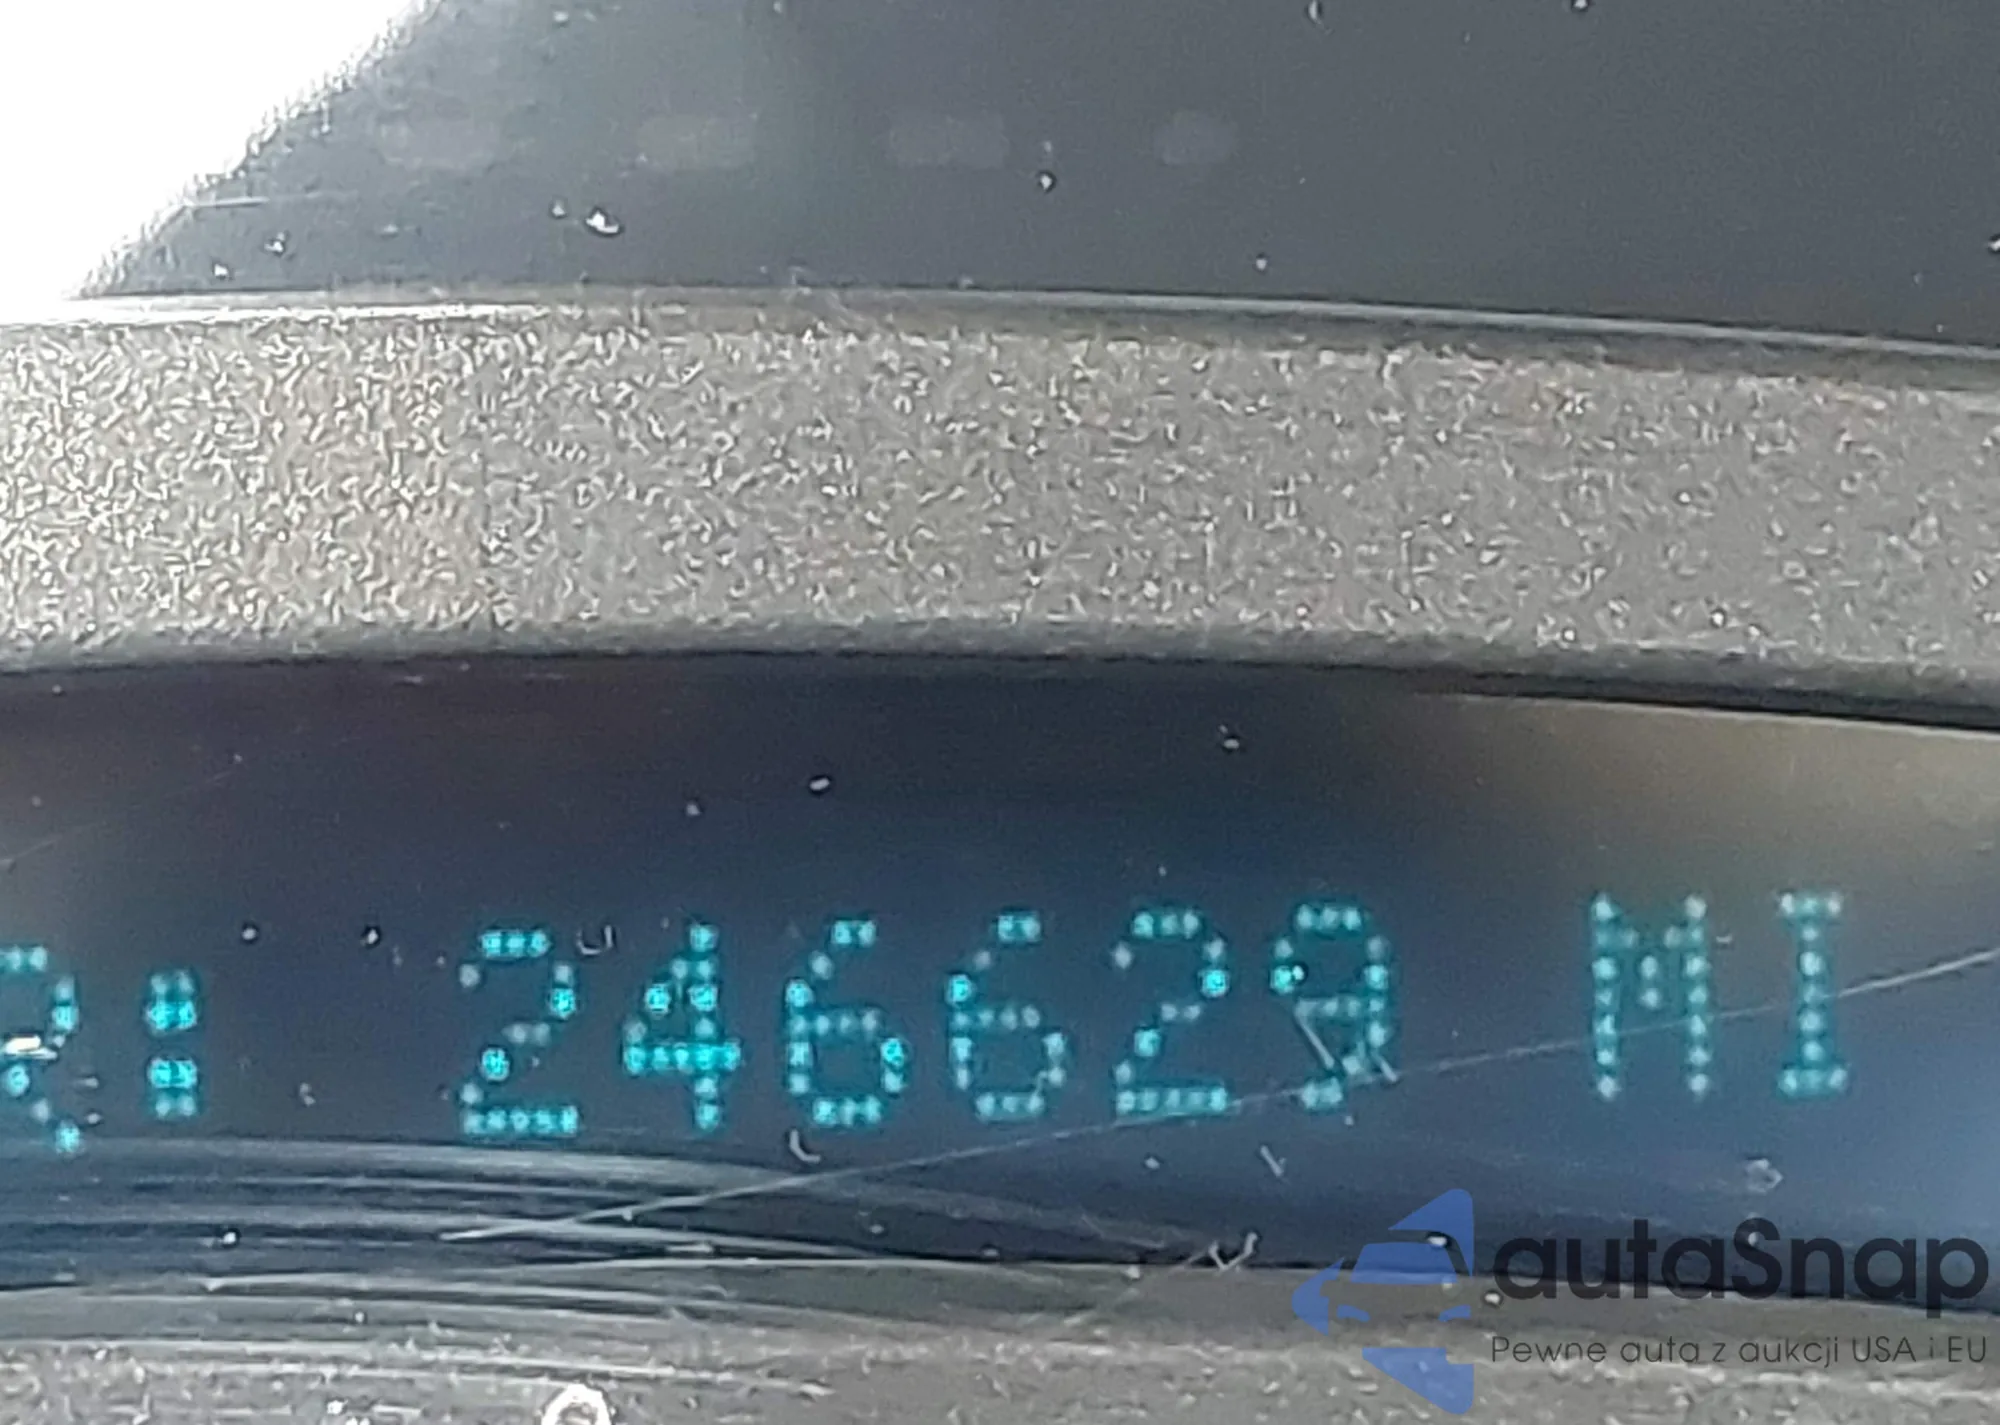 R: 246629 MI
autaSnap
Pewne auta z aukcji USA i EU